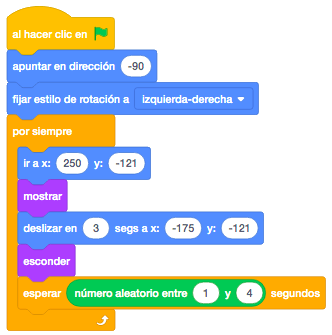 al hacer clic en
apuntar en dirección -90
fijar estilo de rotación a izquierda-derecha
por siempre
ir a x: 250 y: -121
mostrar
deslizar en 3 segs a x: -175 y: -121
esconder
esperar número aleatorio entre 1 y 4 segundos